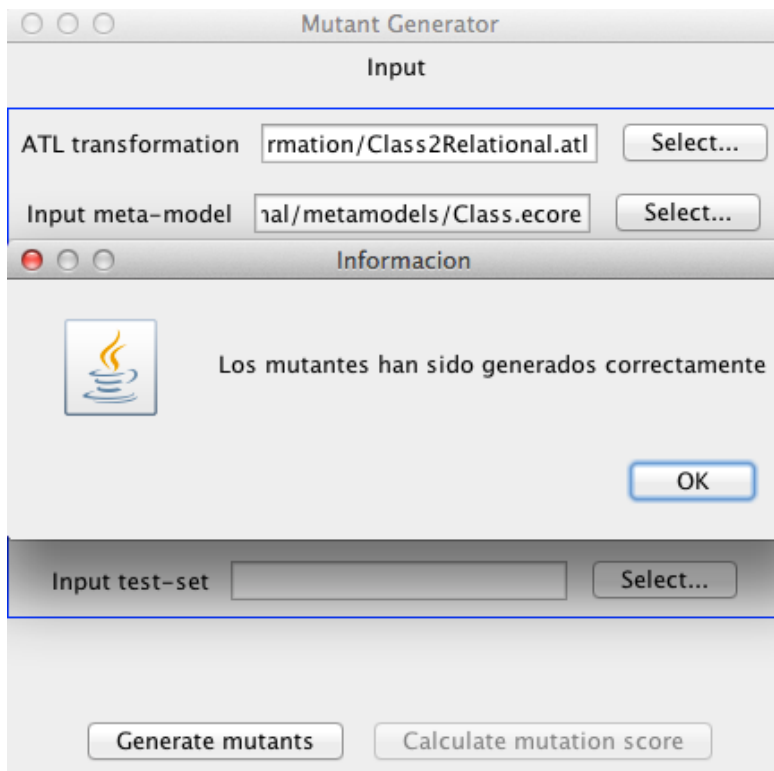 Mutant Generator
Input
ATL transformation rmation/Class2Relational.atl Select...
Input meta-model nal/metamodels/Class.ecore Select...
Informacion
Los mutantes han sido generados correctamente
OK
Input test-set Select...
Generate mutants Calculate mutation score